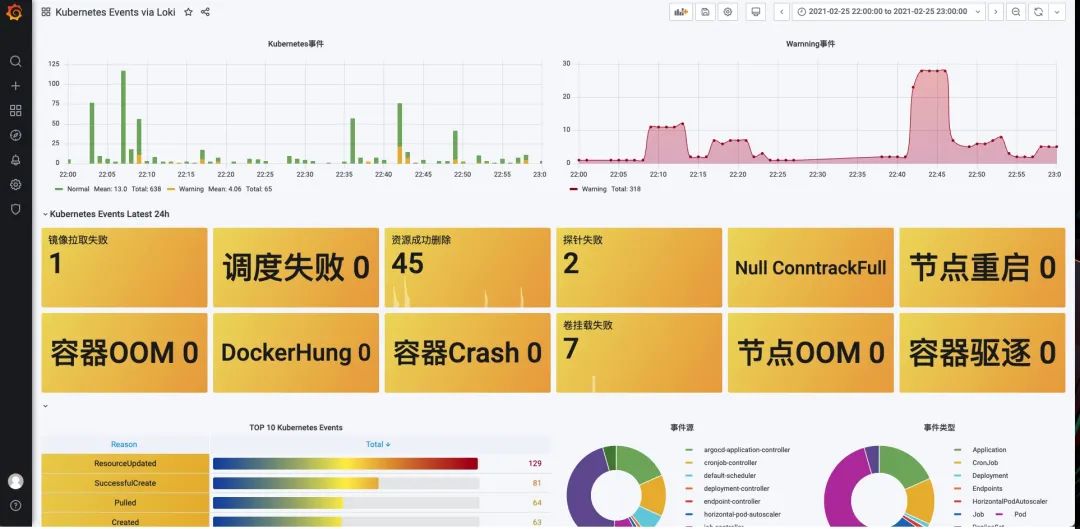 Kubernetes Events via Loki
2021-02-25 22:00:00 to 2021-02-25 23:00:00
Kubernetes事件
125
100
75
50
25
0
22:00 22:05 22:10 22:15 22:20 22:25 22:30 22:35 22:40 22:45 22:50 22:55 23:0
Normal Mean: 13.0 Total: 638 Warning Mean: 4.06 Total: 65
Warnning事件
30
20
10
0
22:00 22:05 22:10 22:15 22:20 22:25 22:30 22:35 22:40 22:45 22:50 22:55 23:0
Warning Total: 318
Kubernetes Events Latest 24h
镜像拉取失败
1
调度失败 0
资源成功删除
45
探针失败
2
Null ConntrackFull
节点重启 0
容器OOM 0
DockerHung 0
容器Crash 0
卷挂载失败
7
节点OOM 0
容器驱逐 0
TOP 10 Kubernetes Events
Reason Total
ResourceUpdated 129
SuccessfulCreate 81
Pulled 64
Created 63
事件源
argocd-application-controller
cronjob-controller
default-scheduler
deployment-controller
endpoint-controller
horizontal-pod-autoscaler
事件类型
Application
CronJob
Deployment
Endpoints
HorizontalPodAutoscaler
Job Pod